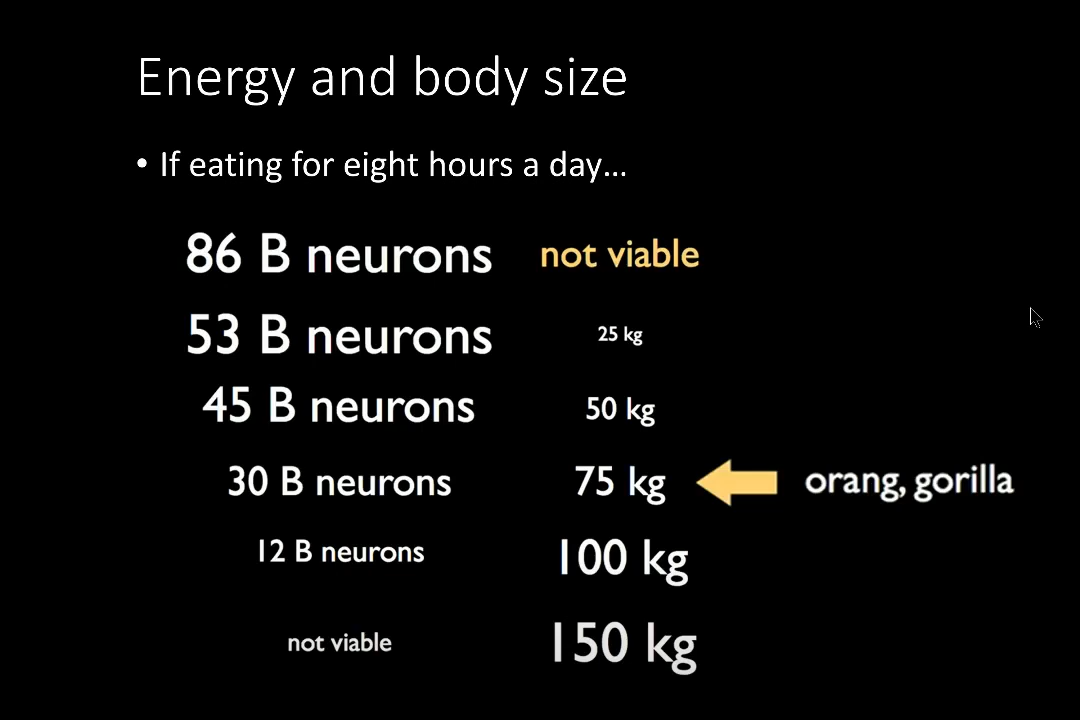 Energy and body size
• If eating for eight hours a day...
86 B neurons not viable
53 B neurons 25 kg
45 B neurons 50 kg
30 B neurons 75 kg orang, gorilla
12 B neurons 100 kg
not viable 150 kg